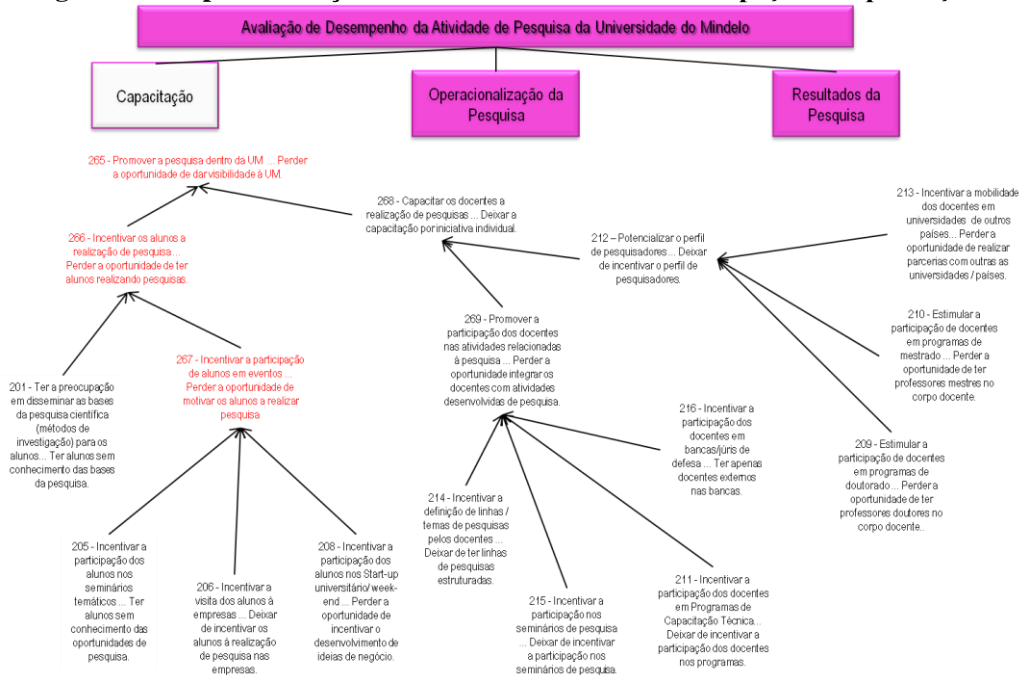 Avaliação de Desempenho da Atividade de Pesquisa da Universidade do Mindelo
Capacitação
Operacionalização da
Pesquisa
Resultados da
Pesquisa
265 - Promover a pesquisa dentro da UM ... Perder
a oportunidade de dar visibilidade à UM.
266 - Incentivar os alunos a
realização de pesquisa ...
Perder a oportunidade de ter
alunos realizando pesquisas.
268 - Capacitar os docentes a
realização de pesquisas ... Deixar a
capacitação por iniciativa individual.
212 – Potencializar o perfil
de pesquisadores ... Deixar
de incentivar o perfil de
pesquisadores.
213 - Incentivar a mobilidade
dos docentes em
universidades de outros
países... Perder a
oportunidade de realizar
parcerias com outras as
universidades / países.
210 - Estimular a
participação de docentes
em programas de
mestrado ... Perder a
oportunidade de ter
professores mestres no
corpo docente.
209 - Estimular a
participação de docentes
em programas de
doutorado ... Perder a
oportunidade de ter
professores doutores no
corpo docente..
269 - Promover a
participação dos docentes
nas atividades relacionadas
à pesquisa ... Perder a
oportunidade integrar os
docentes com atividades
desenvolvidas de pesquisa.
267 - Incentivar a participação
de alunos em eventos ...
Perder a oportunidade de
motivar os alunos a realizar
pesquisa
201 - Ter a preocupação
em disseminar as bases
da pesquisa científica
(métodos de
investigação) para os
alunos... Ter alunos sem
conhecimento das bases
da pesquisa.
216 - Incentivar a
participação dos
docentes em
bancas/júris de
defesa ... Ter apenas
docentes externos
nas bancas.
214 - Incentivar a
definição de linhas /
temas de pesquisas
pelos docentes ...
Deixar de ter linhas
de pesquisas
estruturadas.
205 - Incentivar a
participação dos
alunos nos
seminários
temáticos ... Ter
alunos sem
conhecimento das
oportunidades de
pesquisa.
206 - Incentivar a
visita dos alunos à
empresas ... Deixar
de incentivar os
alunos à realização
de pesquisa nas
empresas.
208 - Incentivar a
participação dos
alunos nos Start-up
universitário/ week-
end ... Perder a
oportunidade de
incentivar o
desenvolvimento de
ideias de negócio.
215 - Incentivar a
participação nos
seminários de pesquisa
... Deixar de incentivar
a participação nos
seminários de pesquisa.
211 - Incentivar a
participação dos docentes
em Programas de
Capacitação Técnica...
Deixar de incentivar a
participação dos docentes
nos programas.